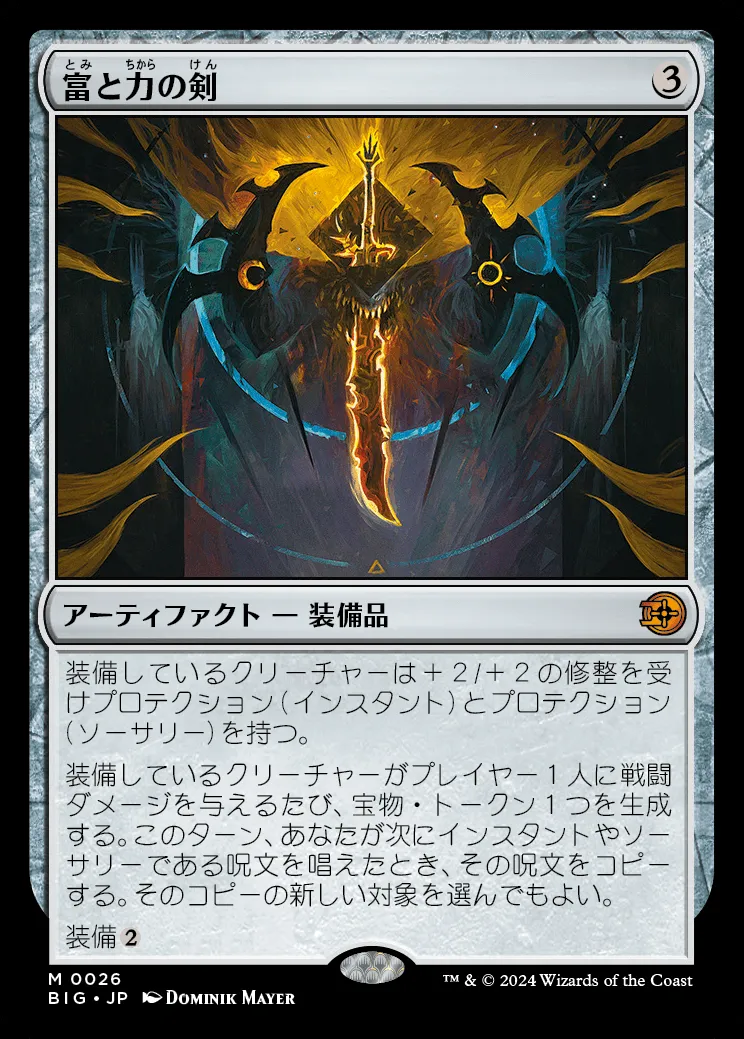 とみ ちから けん
富と力の剣
3
アーティファクト — 装備品
装備しているクリーチャーは＋２/＋２の修整を受
けプロテクション（インスタント）とプロテクション
（ソーサリー）を持つ。
装備しているクリーチャーがプレイヤー１人に戦闘
ダメージを与えるたび、宝物・トークン１つを生成
する。このターン、あなたが次にインスタントやソー
サリーである呪文を唱えたとき、その呪文をコピー
する。そのコピーの新しい対象を選んでもよい。
装備 2
M 0026
BIG • JP DOMINIK MAYER
™ & © 2024 Wizards of the Coast